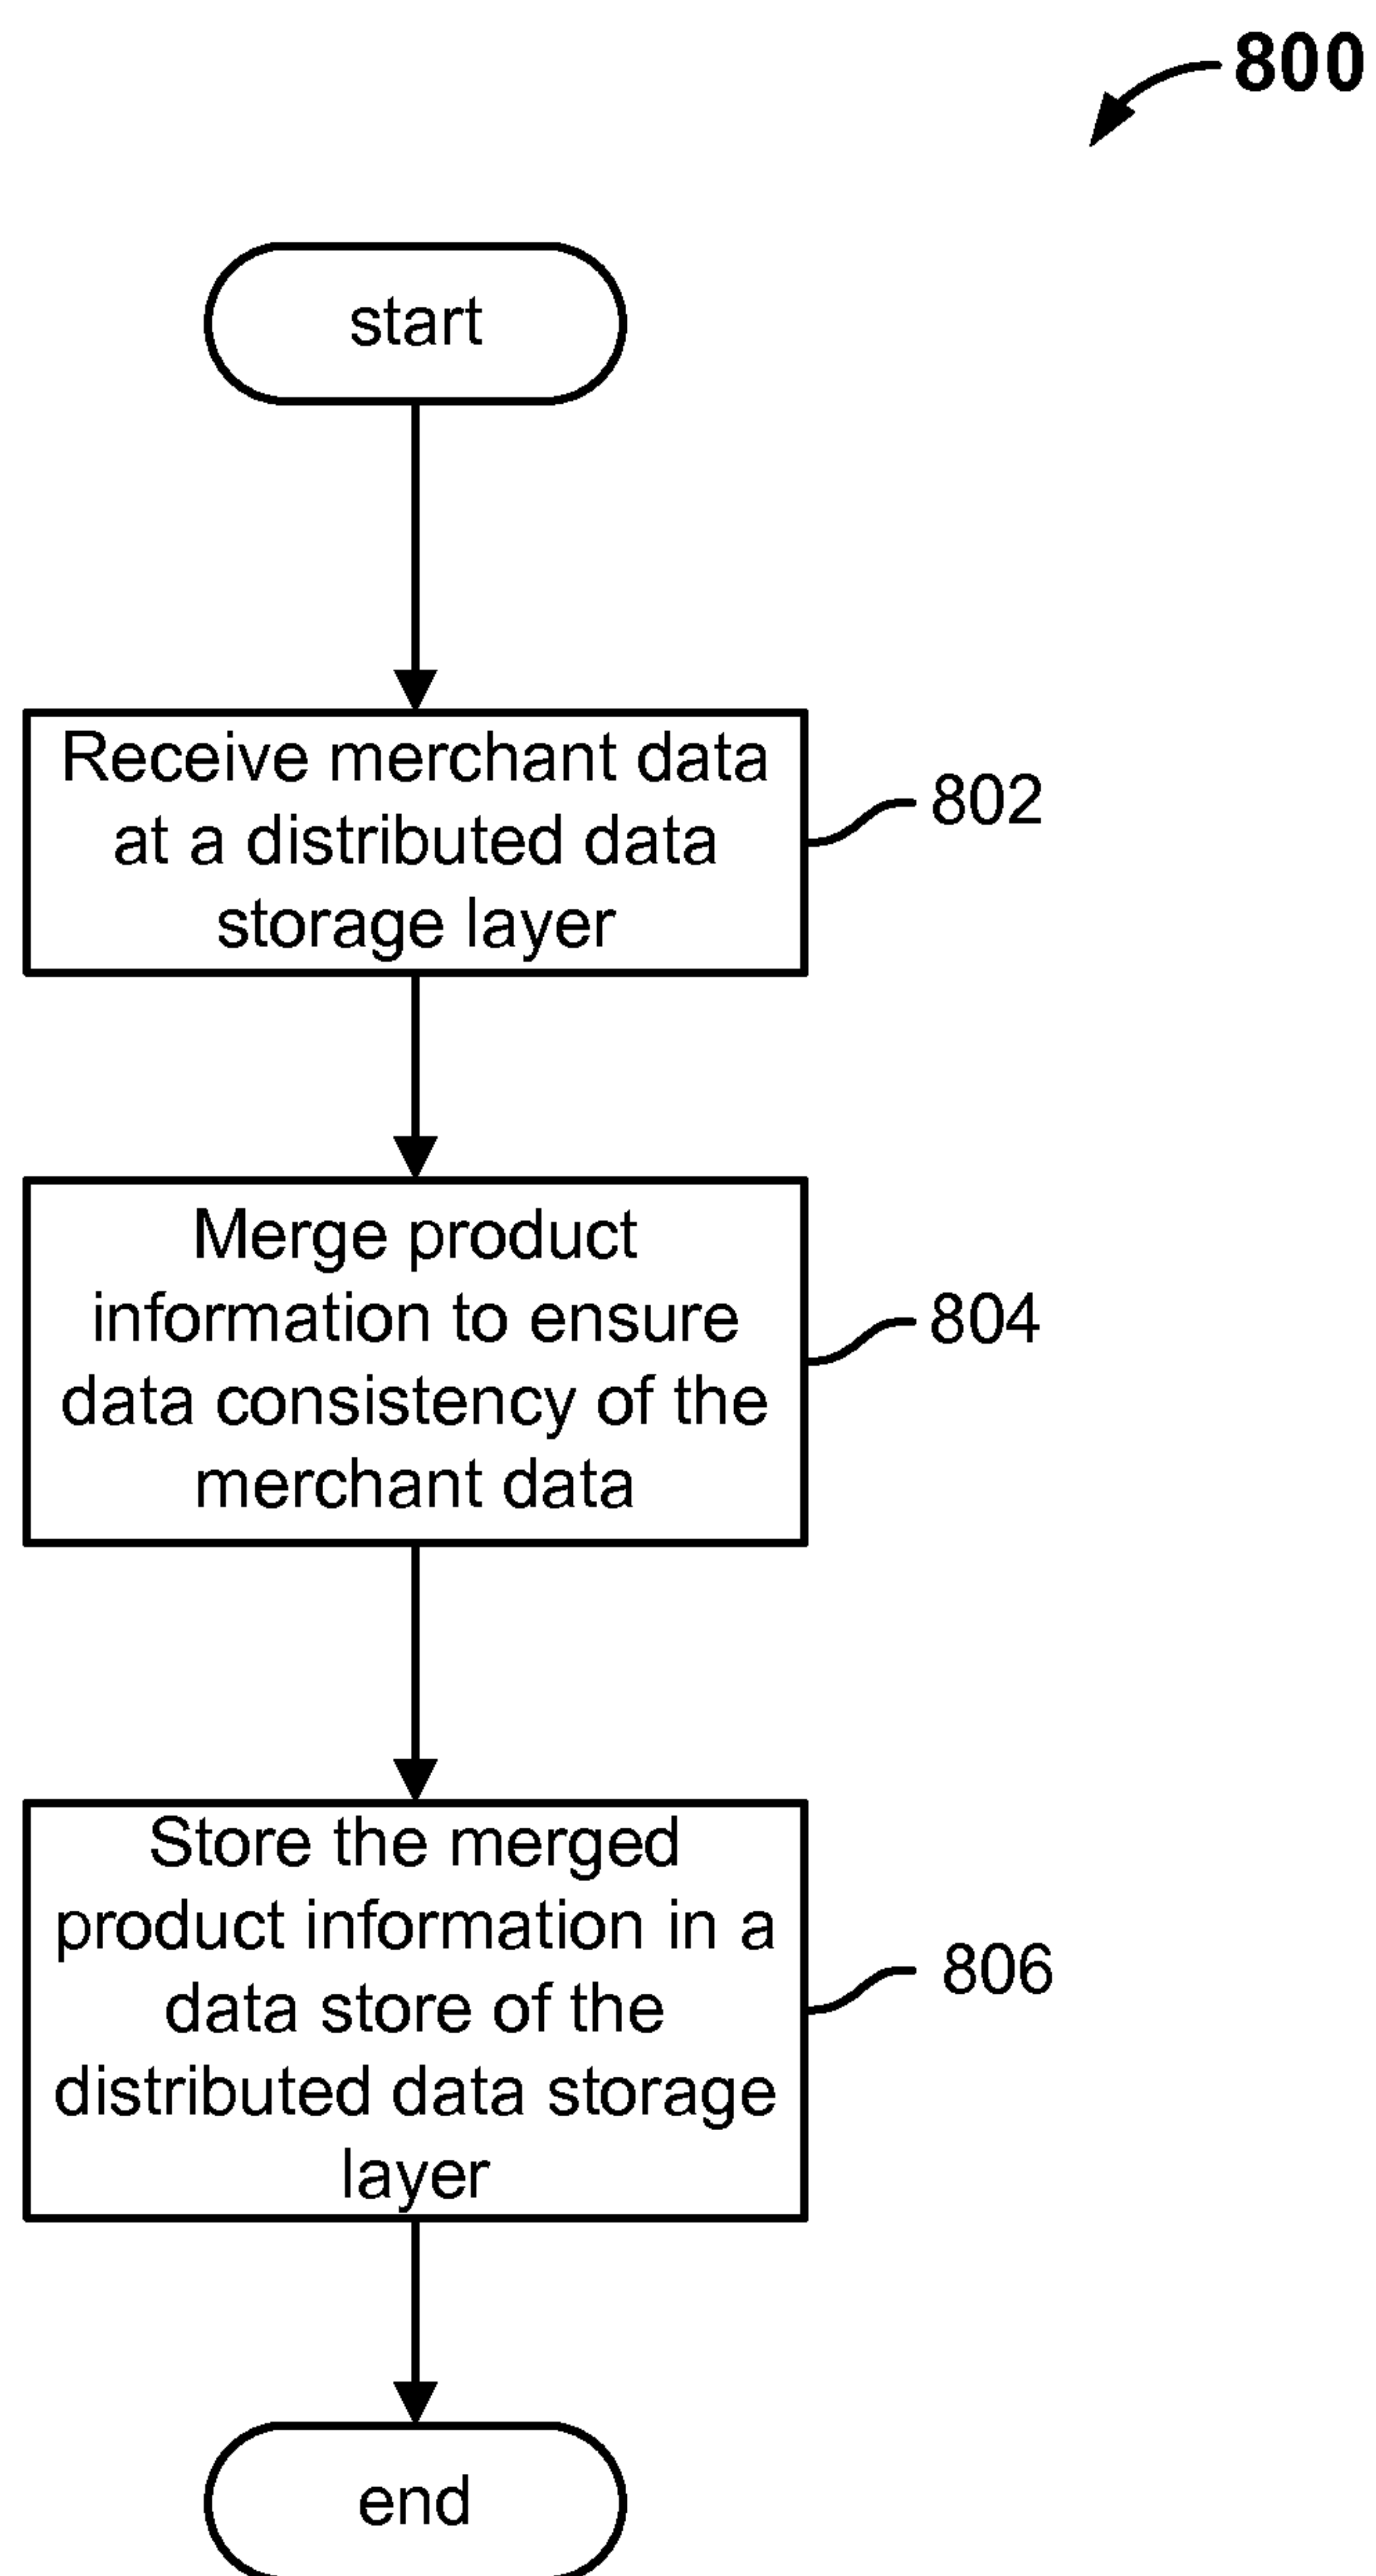 800
start
Receive merchant data
at a distributed data
storage layer
802
Merge product
information to ensure
data consistency of the
merchant data
804
Store the merged
product information in a
data store of the
distributed data storage
layer
806
end